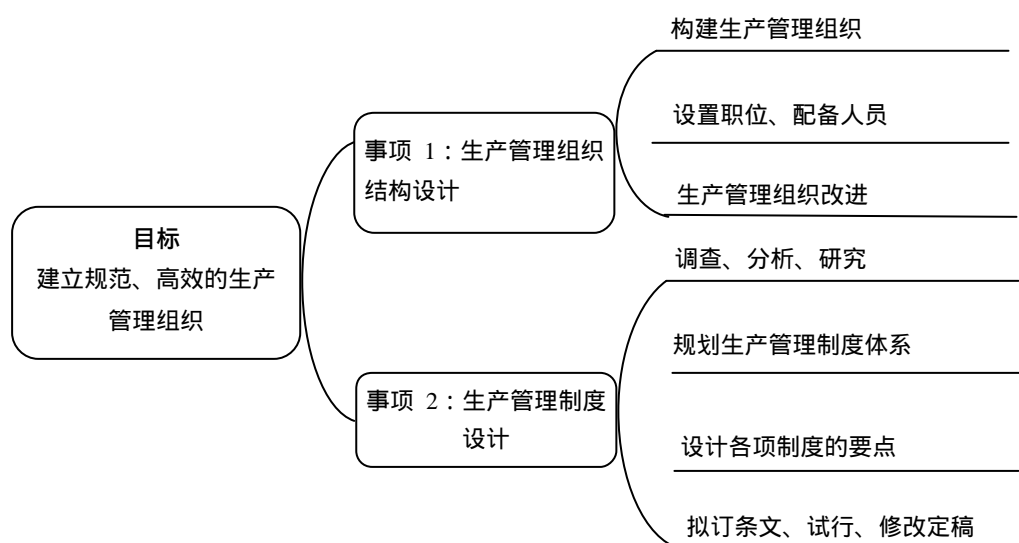 目标
建立规范、高效的生产
管理组织
事项 1：生产管理组织
结构设计
构建生产管理组织
设置职位、配备人员
生产管理组织改进
事项 2：生产管理制度
设计
调查、分析、研究
规划生产管理制度体系
设计各项制度的要点
拟订条文、试行、修改定稿